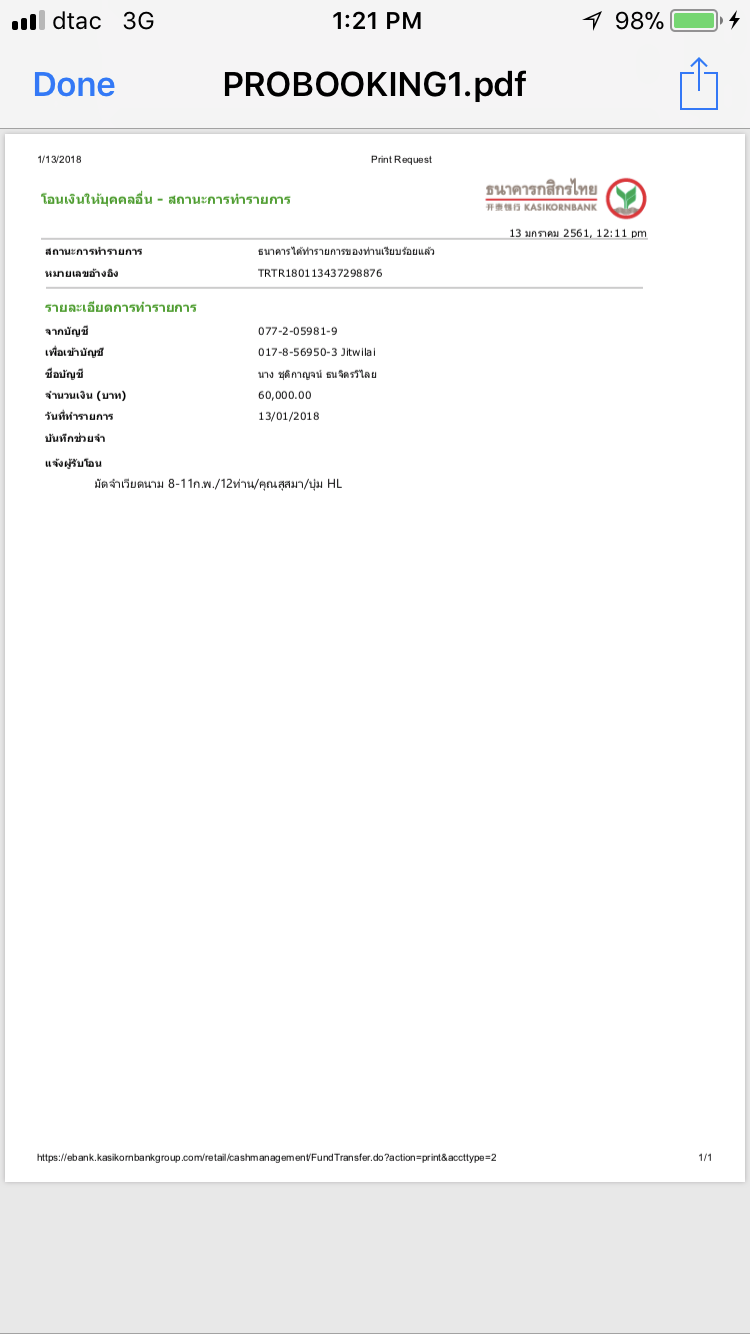 dtac 3G 1:21 PM 98%
Done PROBOOKING1.pdf
1/13/2018 Print Request
โอนเงินให้บุคคลอื่น - สถานะการทำรายการ
ธนาคารกสิกรไทย
开泰银行 KASIKORNBANK
13 มกราคม 2561, 12:11 pm
สถานะการทำรายการ ธนาคารได้ทำรายการของท่านเรียบร้อยแล้ว
หมายเลขอ้างอิง TRTR180113437298876
รายละเอียดการทำรายการ
จากบัญชี 077-2-05981-9
เพื่อเข้าบัญชี 017-8-56950-3 Jitwilai
ชื่อบัญชี นาง ชุติกาญจน์ ธนจิตรวิไลย
จำนวนเงิน (บาท) 60,000.00
วันที่ทำรายการ 13/01/2018
บันทึกช่วยจำ
แจ้งผู้รับโอน
มัดจำเวียดนาม 8-11ก.พ./12ท่าน/คุณสุสมา/บุ่ม HL
https://ebank.kasikornbankgroup.com/retail/cashmanagement/FundTransfer.do?action=print&accttype=2 1/1